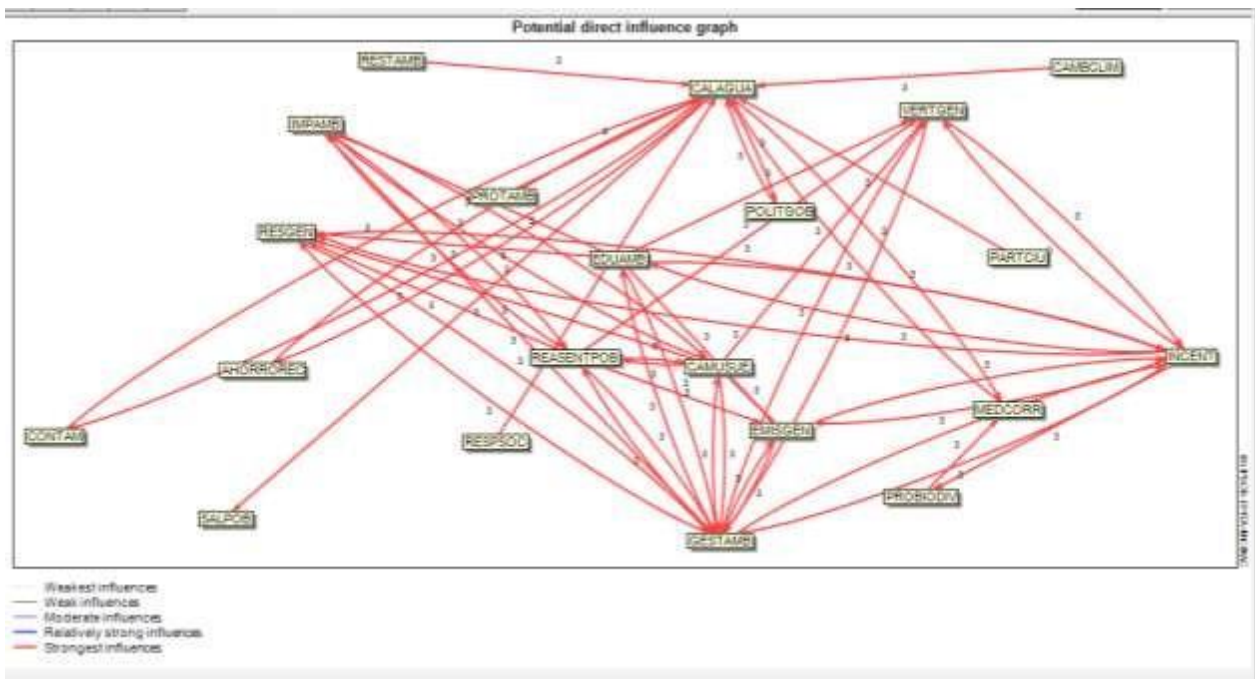 Potential direct influence graph
RESTAMB
CAMBCLIM
CALAGUA
VERTGEN
IMPAMB
PROTAMB
POLITGOB
RESGEN
EDUAMB
PARTCIU
REASENTPOB
INCENT
AHORROREC
CAMUSUE
MEDCORR
CONTAM
RESPSOC
EMBGEN
PROBIODIV
SALPOB
GESTAMB
Weakest influences
Weak influences
Moderate influences
Relatively strong influences
Strongest influences